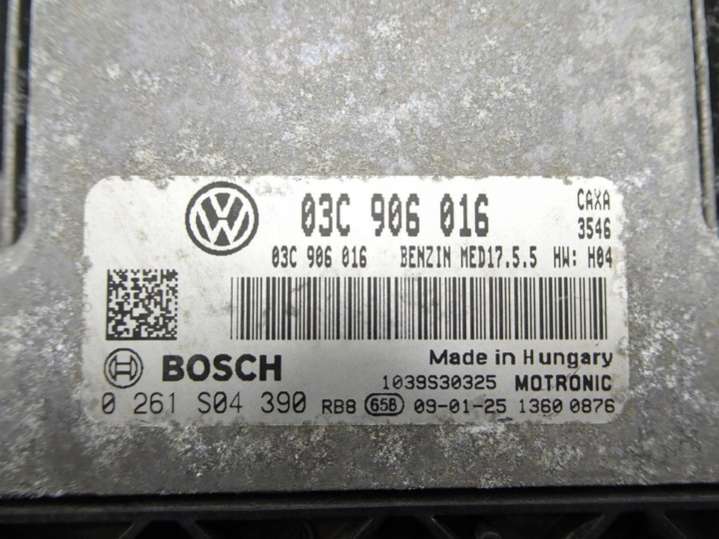 03C 906 016 CAXA
3546
03C 906 016 BENZIN MED17.5.5 HW: H04
BOSCH Made in Hungary
1039S30325 MOTRONIC
0 261 S04 390 RB8 65B 09-01-25 1360 0876